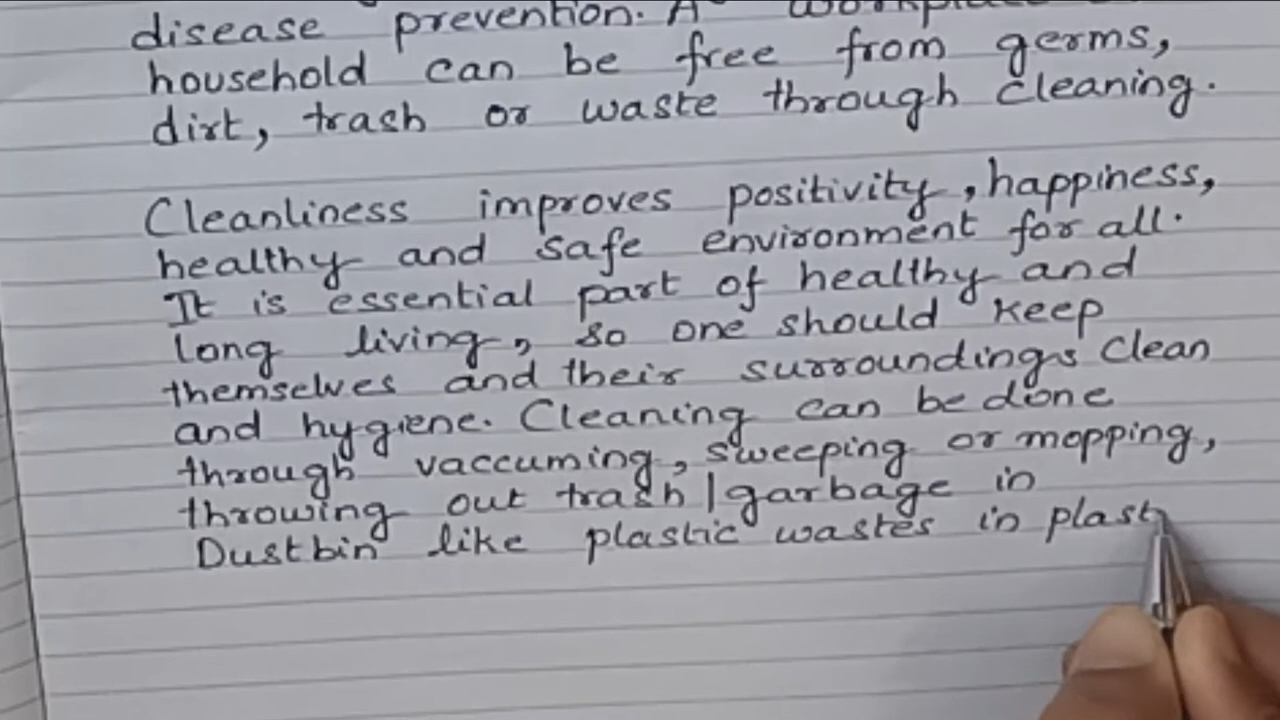 disease prevention. A workplace
household can be free from germs,
dirt, trash or waste through cleaning.
Cleanliness improves positivity, happiness,
healthy and safe environment for all.
It is essential part of healthy and
long living, so one should keep
themselves and their surroundings clean
and hygiene. Cleaning can be done
through vaccuming, sweeping or mopping,
throwing out trash/garbage in
Dustbin like plastic wastes in plast